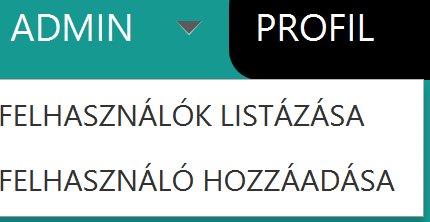 ADMIN PROFIL
FELHASZNÁLÓK LISTÁZÁSA
FELHASZNÁLÓ HOZZÁADÁSA